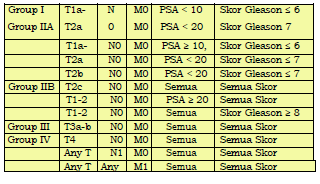 Group I T1a- N M0 PSA < 10 Skor Gleason ≤ 6
Group IIA T2a 0 M0 PSA < 20 Skor Gleason 7
T1a- N0 M0 PSA ≥ 10, Skor Gleason ≤ 6
T2a N0 M0 PSA < 20 Skor Gleason ≤ 7
T2b N0 M0 PSA < 20 Skor Gleason ≤ 7
Group IIB T2c N0 M0 Semua Semua Skor
T1-2 N0 M0 PSA ≥ 20 Semua Skor
T1-2 N0 M0 Semua Skor Gleason ≥ 8
Group III T3a-b N0 M0 Semua Semua Skor
Group IV T4 N0 M0 Semua Semua Skor
Any T N1 M0 Semua Semua Skor
Any T Any M1 Semua Semua Skor